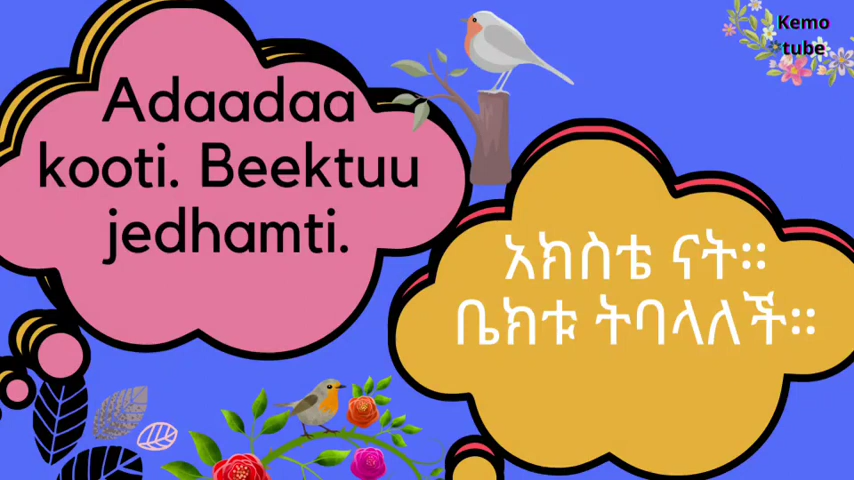 Adaadaa
kooti. Beektuu
jedhamti.
አክስቴ ናት።
ቤክቱ ትባላለች።
Kemo
tube